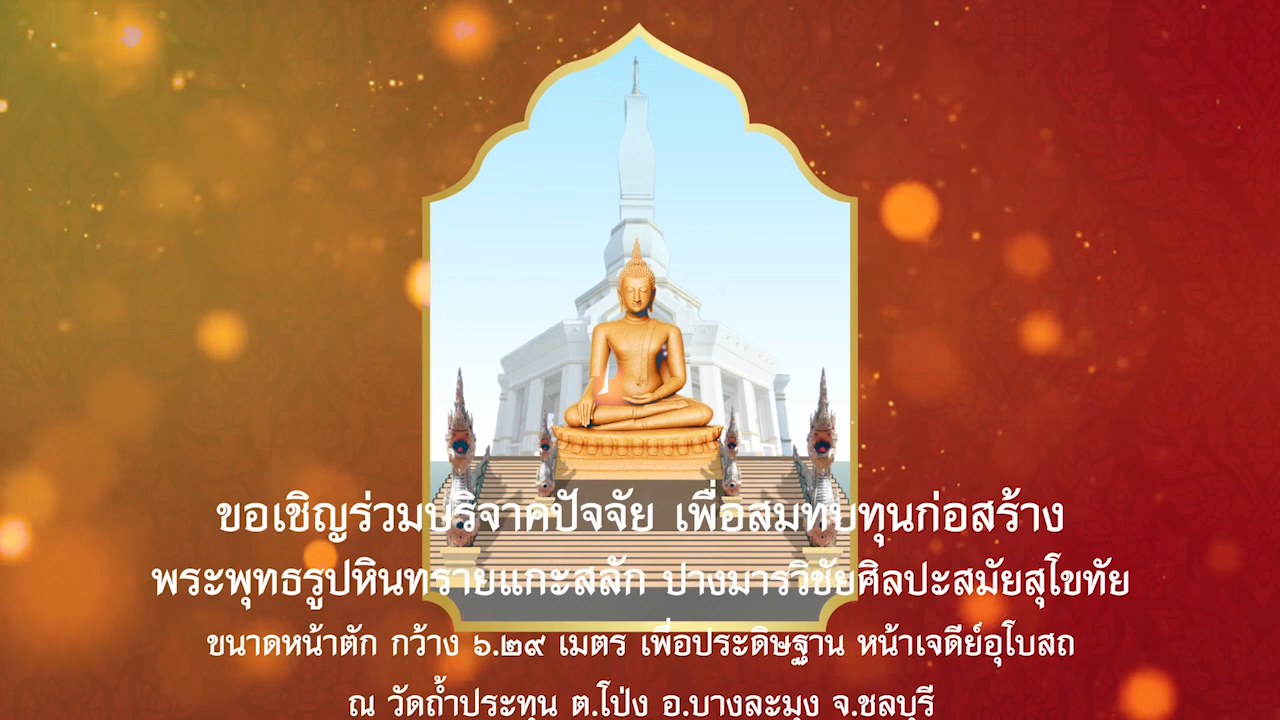 ขอเชิญร่วมบริจาคปัจจัย เพื่อสมทบทุนก่อสร้าง
พระพุทธรูปหินทรายแกะสลัก ปางมารวิชัยศิลปะสมัยสุโขทัย
ขนาดหน้าตัก กว้าง ๖.๒๙ เมตร เพื่อประดิษฐาน หน้าเจดีย์อุโบสถ
ณ วัดถ้ำประทุน ต.โป่ง อ.บางละมุง จ.ชลบุรี